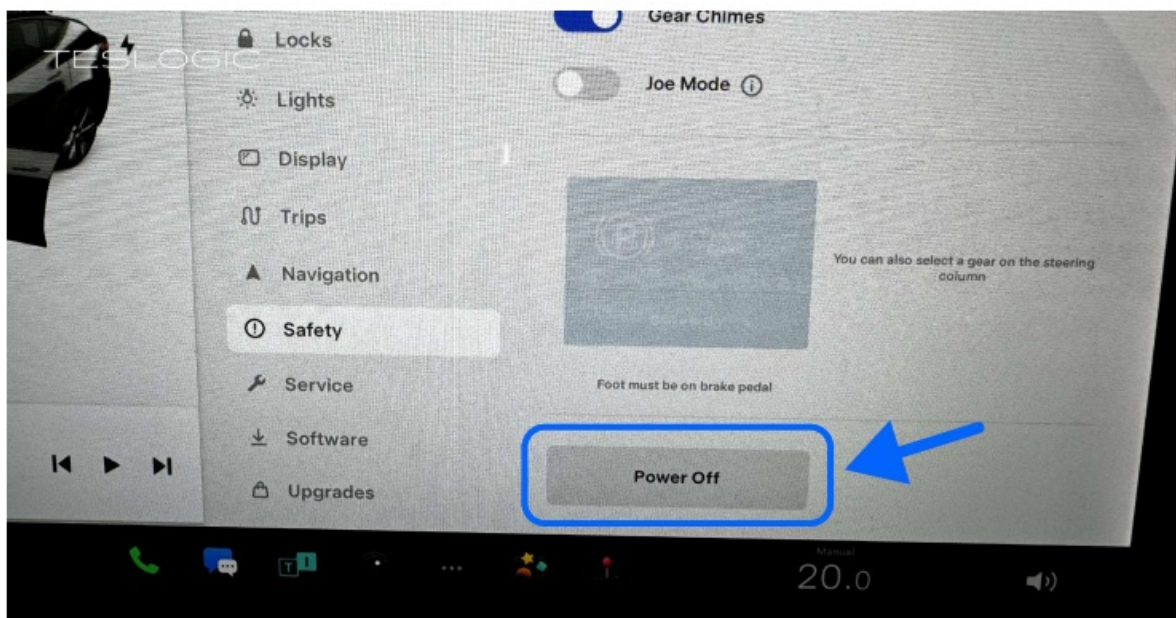 TESLOGIC
Locks
Lights
Display
Trips
Navigation
Safety
Service
Software
Upgrades
Gear Chimes
Joe Mode
You can also select a gear on the steering
column
Foot must be on brake pedal
Power Off
Manual
20.0